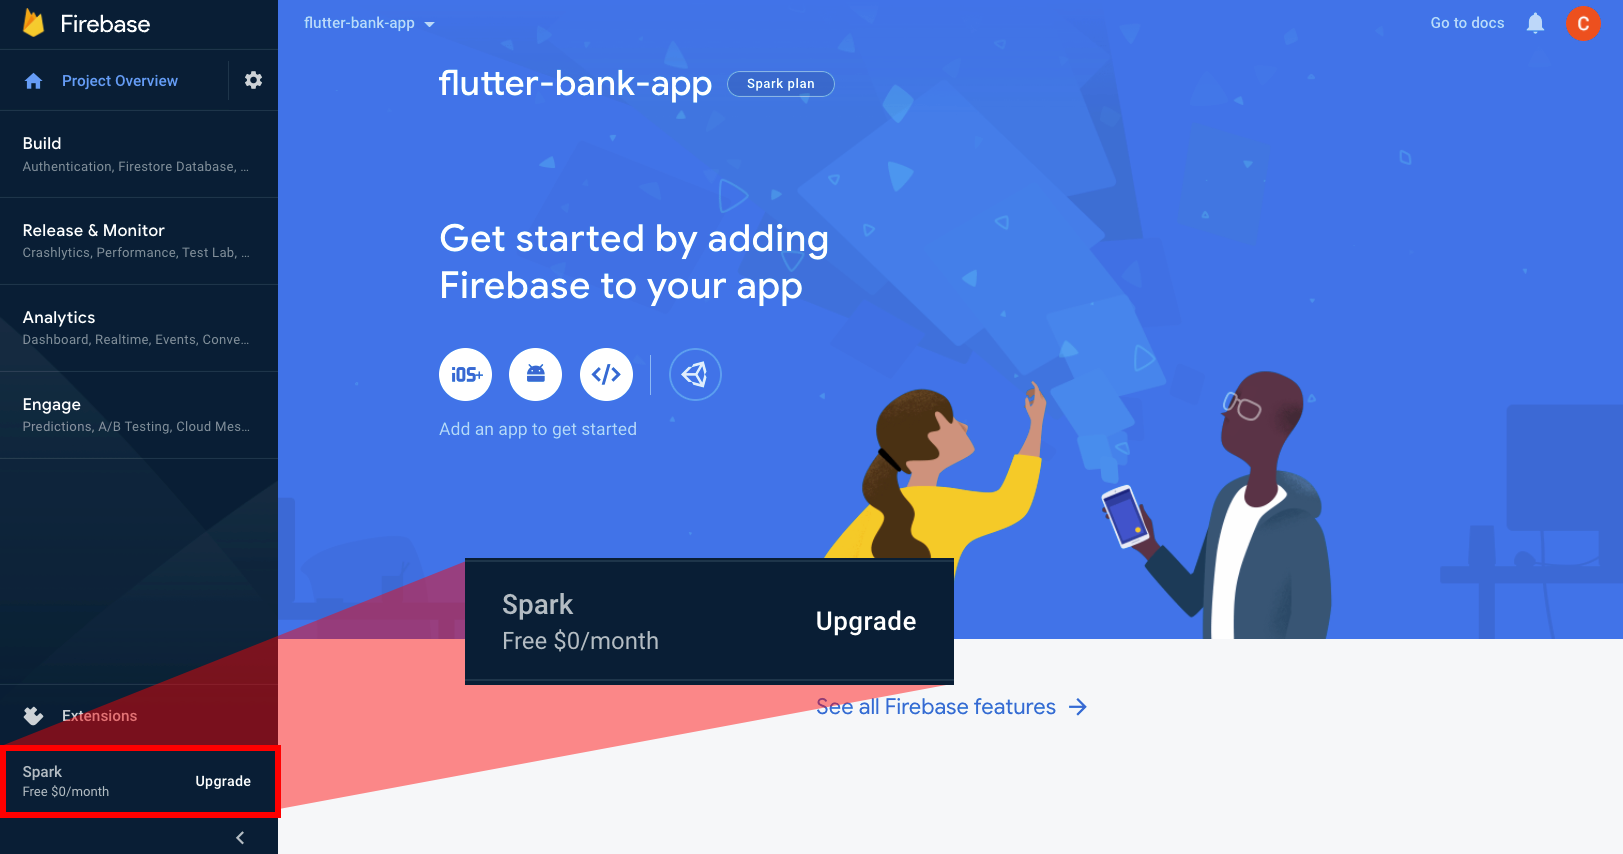 Firebase
Project Overview
Build
Authentication, Firestore Database, ...
Release & Monitor
Crashlytics, Performance, Test Lab, ...
Analytics
Dashboard, Realtime, Events, Conve...
Engage
Predictions, A/B Testing, Cloud Mes...
Extensions
Spark
Free $0/month
Upgrade
flutter-bank-app
Go to docs
C
flutter-bank-app
Spark plan
Get started by adding
Firebase to your app
iOS+
</>
Add an app to get started
Spark
Free $0/month
Upgrade
See all Firebase features